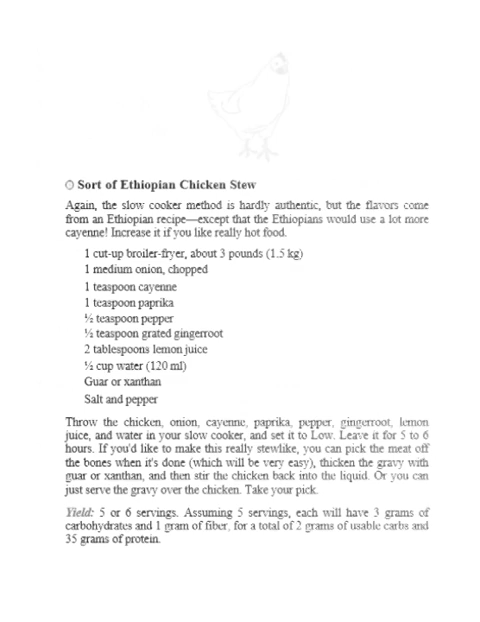 ○ Sort of Ethiopian Chicken Stew
Again, the slow cooker method is hardly authentic, but the flavors come
from an Ethiopian recipe—except that the Ethiopians would use a lot more
cayenne! Increase it if you like really hot food.
1 cut-up broiler-fryer, about 3 pounds (1.5 kg)
1 medium onion, chopped
1 teaspoon cayenne
1 teaspoon paprika
½ teaspoon pepper
½ teaspoon grated gingerroot
2 tablespoons lemon juice
½ cup water (120 ml)
Guar or xanthan
Salt and pepper
Throw the chicken, onion, cayenne, paprika, pepper, gingerroot, lemon
juice, and water in your slow cooker, and set it to Low. Leave it for 5 to 6
hours. If you'd like to make this really stewlike, you can pick the meat off
the bones when it's done (which will be very easy), thicken the gravy with
guar or xanthan, and then stir the chicken back into the liquid. Or you can
just serve the gravy over the chicken. Take your pick.
Yield: 5 or 6 servings. Assuming 5 servings, each will have 3 grams of
carbohydrates and 1 gram of fiber, for a total of 2 grams of usable carbs and
35 grams of protein.